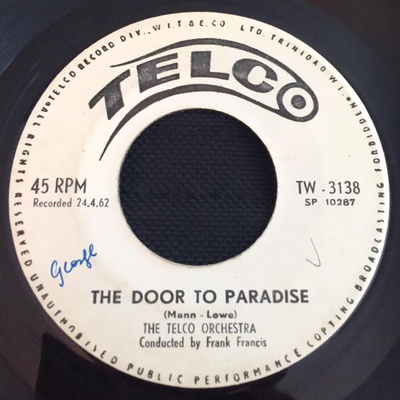 TELCO RECORD DIV., W.I.T. & E. CO LTD., TRINIDAD W.I.
ALL RIGHTS RESERVED
UNAUTHORISED PUBLIC PERFORMANCE COPYING BROADCASTING FORBIDDEN
TELCO
45 RPM
TW - 3138
Recorded 24.4.62
SP 10287
George
THE DOOR TO PARADISE
(Mann - Lowe)
THE TELCO ORCHESTRA
Conducted by Frank Francis